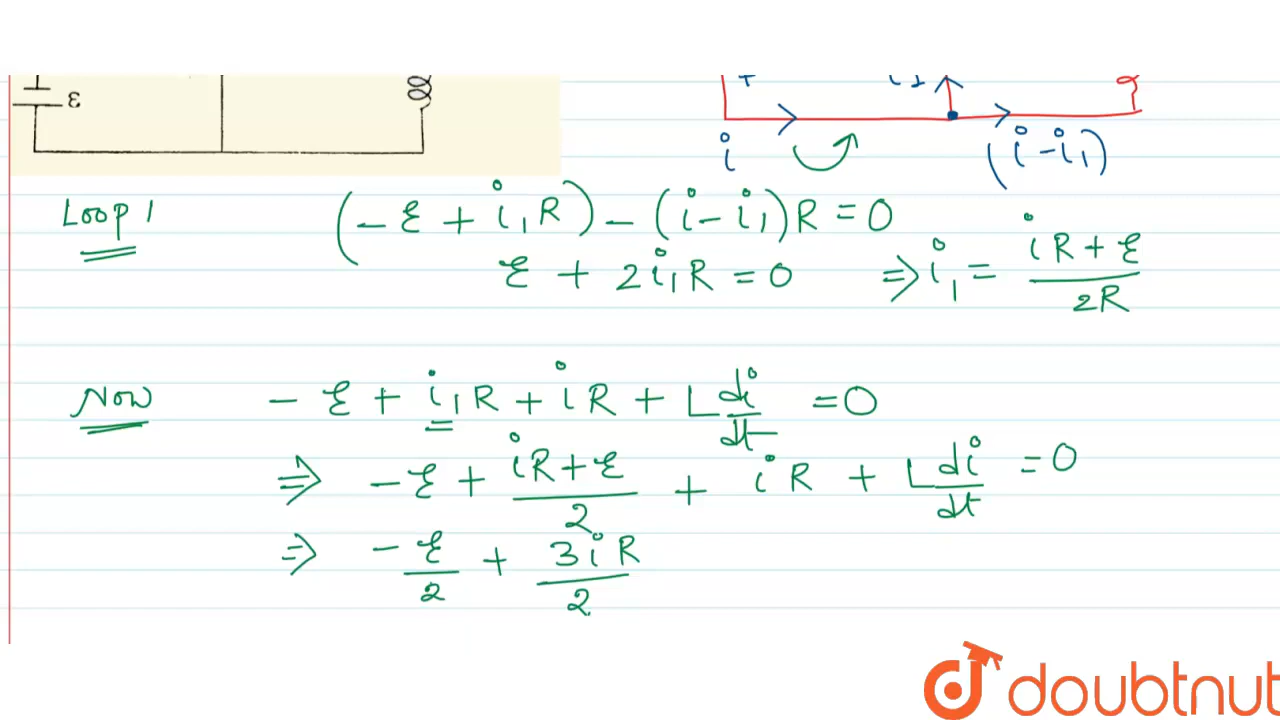 ε
i
(i - i₁)
Loop 1 (- ε + i₁R) - (i - i₁)R = 0
ε + 2i₁R = 0 ⇒ i₁ = (iR + ε)/2R
Now - ε + i₁R + iR + L di/dt = 0
⇒ - ε + (iR + ε)/2 + iR + L di/dt = 0
⇒ - ε/2 + 3iR/2
doubtnut